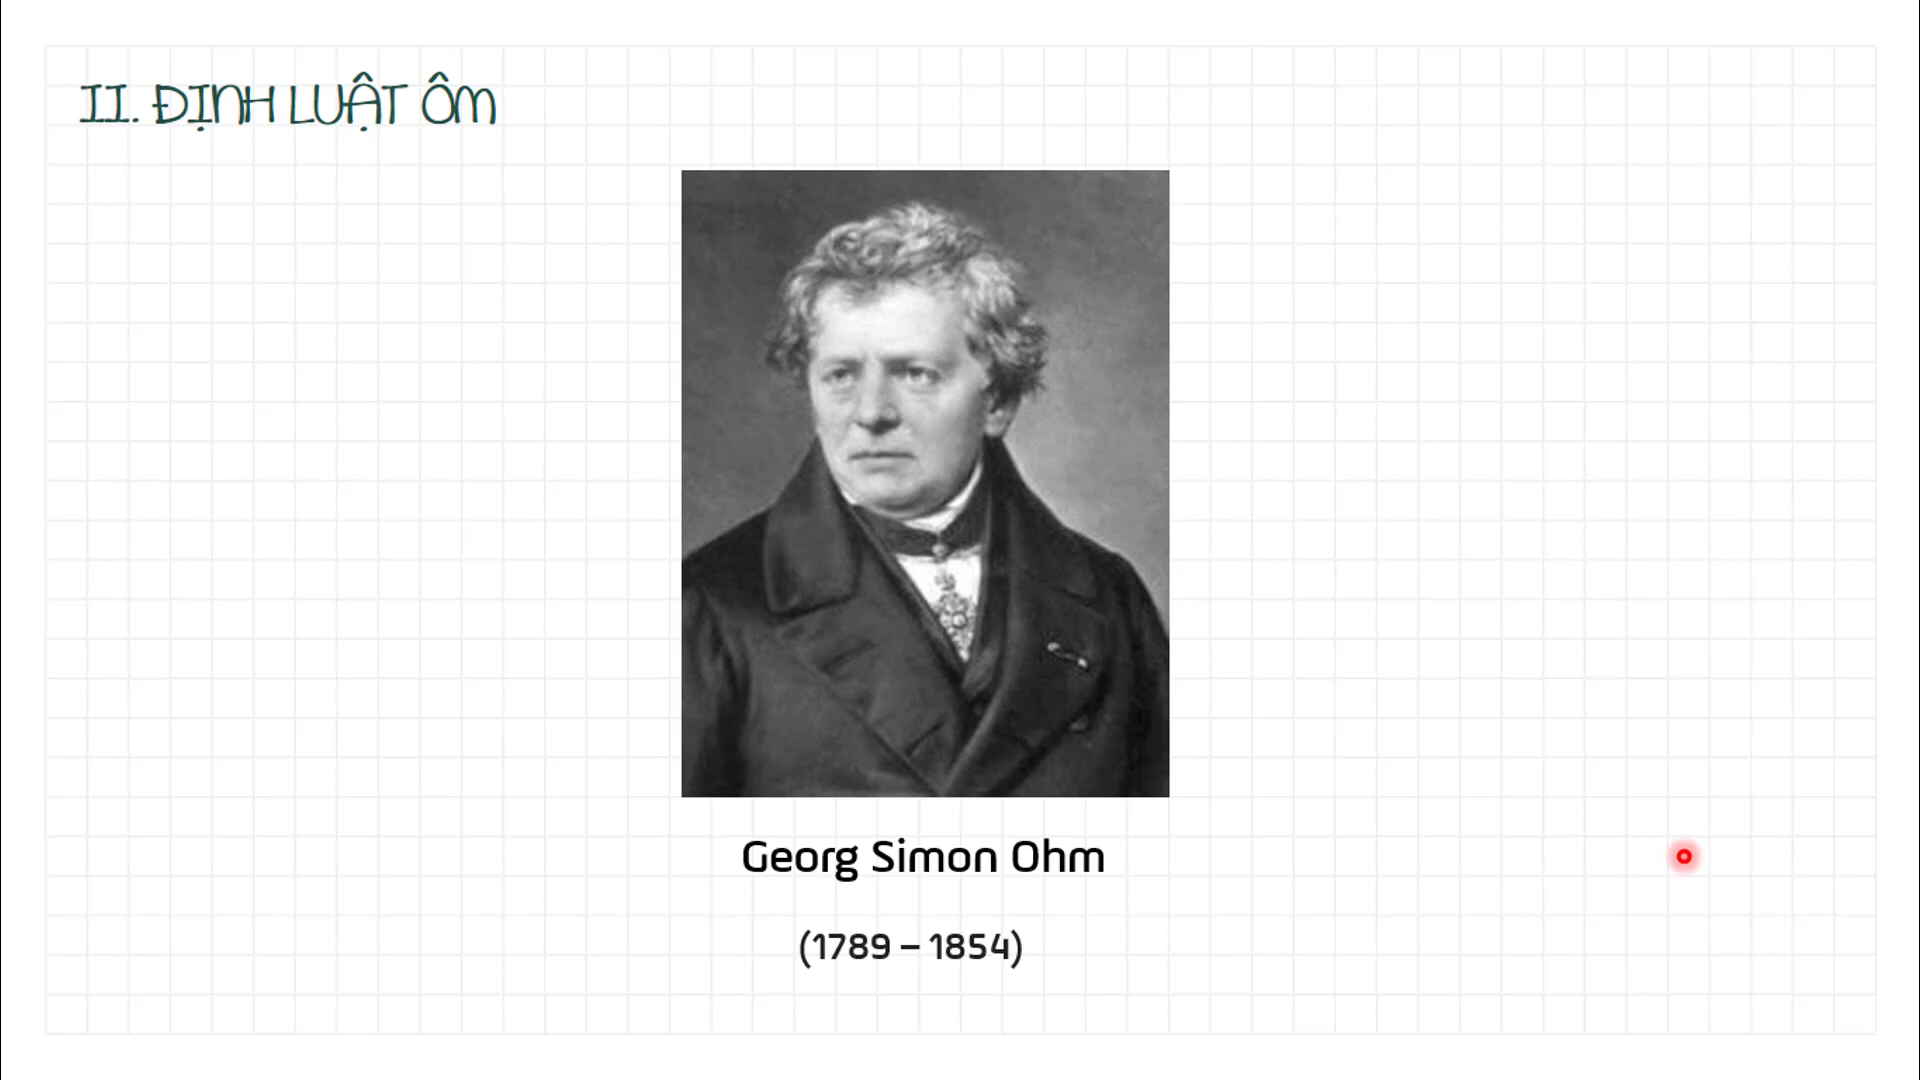 II. ĐỊNH LUẬT ÔM
Georg Simon Ohm
(1789 – 1854)